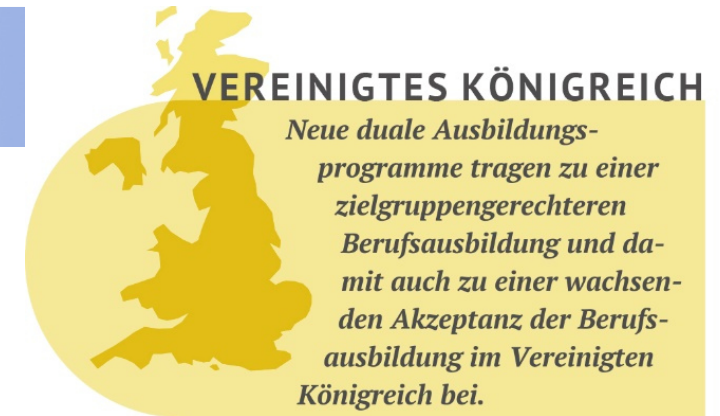 VEREINIGTES KÖNIGREICH
Neue duale Ausbildungs-
programme tragen zu einer
zielgruppengerechteren
Berufsausbildung und da-
mit auch zu einer wachsen-
den Akzeptanz der Berufs-
ausbildung im Vereinigten
Königreich bei.